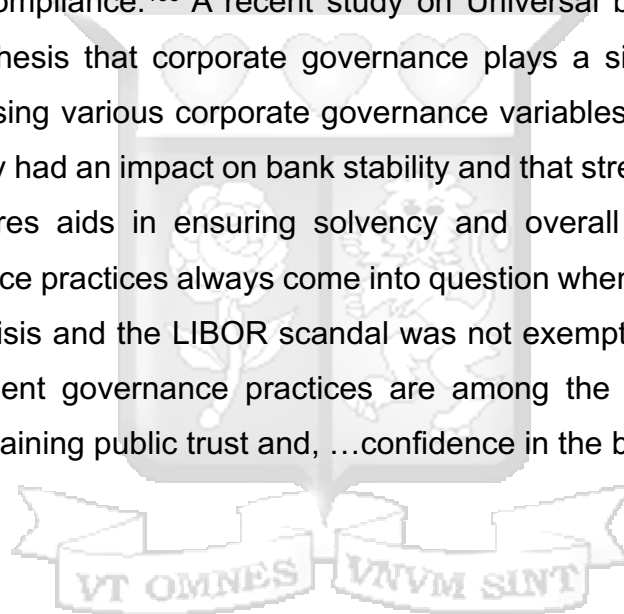 compliance.
A recent study on Universal b
hesis that corporate governance plays a si
sing various corporate governance variables
y had an impact on bank stability and that stre
res aids in ensuring solvency and overall
ce practices always come into question when
isis and the LIBOR scandal was not exempt
ent governance practices are among the
aining public trust and, …confidence in the b
VT OMNES VNVM SINT